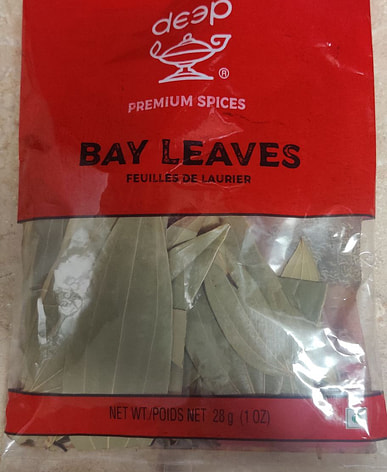 deep
®
PREMIUM SPICES
BAY LEAVES
FEUILLES DE LAURIER
NET WT./POIDS NET 28 g (1 OZ)